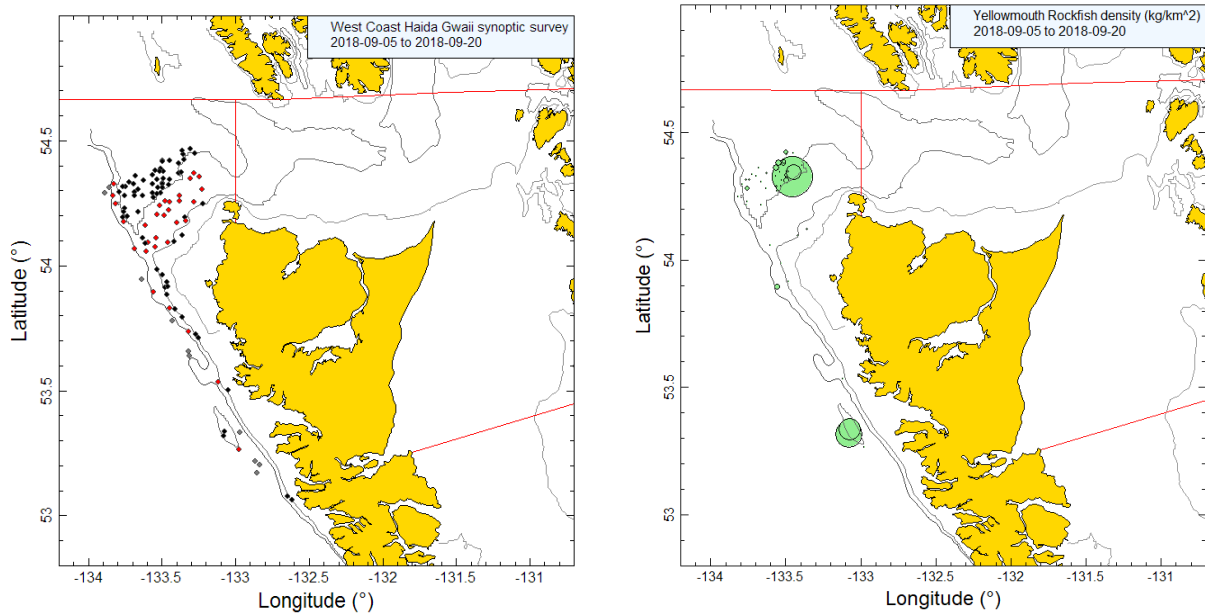 West Coast Haida Gwaii synoptic survey
2018-09-05 to 2018-09-20
54.5
54
53.5
53
Latitude (°)
-134
-133.5
-133
-132.5
-132
-131.5
-131
Longitude (°)
Yellowmouth Rockfish density (kg/km^2)
2018-09-05 to 2018-09-20
54.5
54
53.5
53
Latitude (°)
-134
-133.5
-133
-132.5
-132
-131.5
-131
Longitude (°)